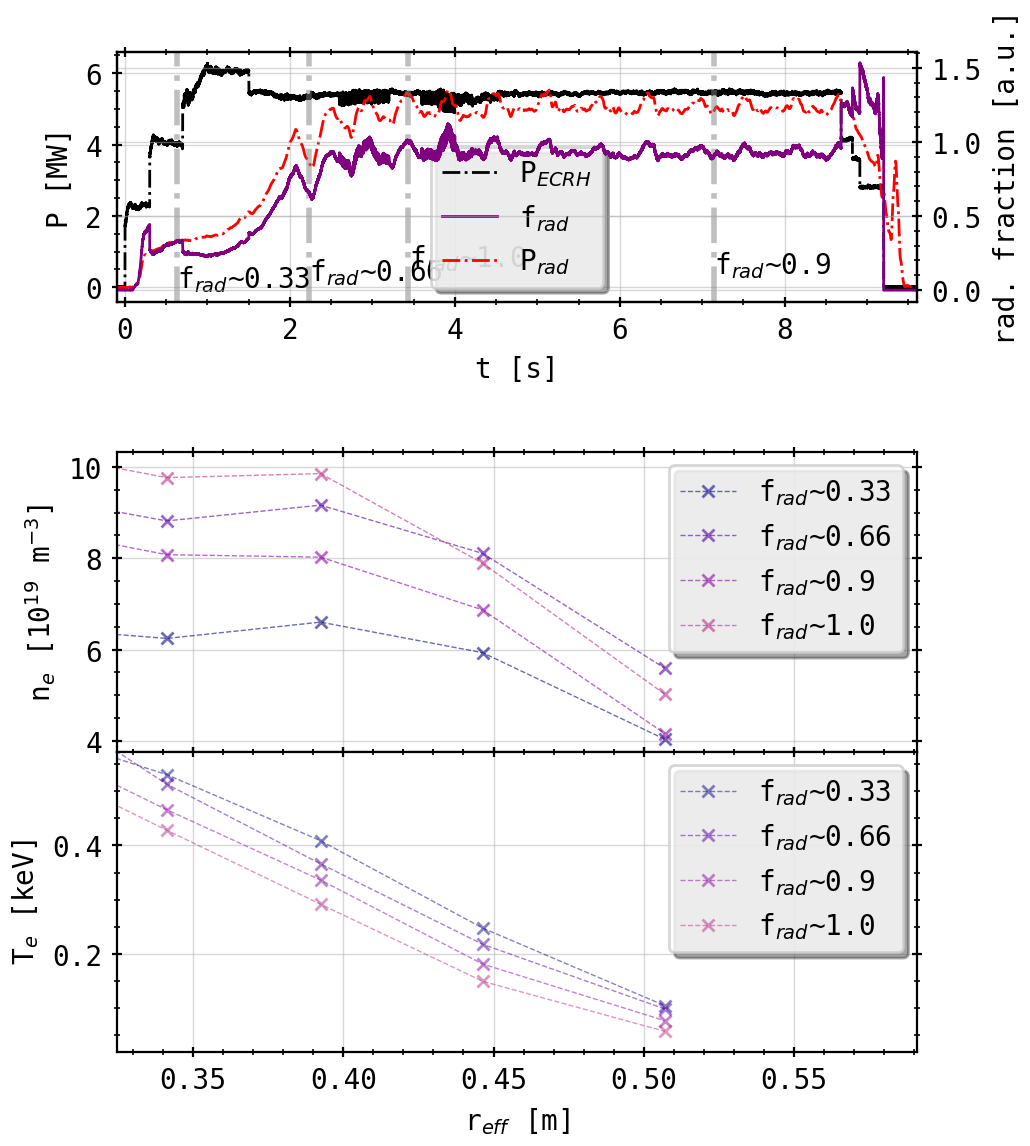 6
4
2
0
P [MW]
1.5
1.0
0.5
0.0
rad. fraction [a.u.]
P_ECRH
f_rad
P_rad
f_rad~0.33
f_rad~0.66
f_rad~1.0
f_rad~0.9
0 2 4 6 8
t [s]
10
8
6
4
n_e [10^19 m^-3]
f_rad~0.33
f_rad~0.66
f_rad~0.9
f_rad~1.0
0.4
0.2
T_e [keV]
f_rad~0.33
f_rad~0.66
f_rad~0.9
f_rad~1.0
0.35 0.40 0.45 0.50 0.55
r_eff [m]